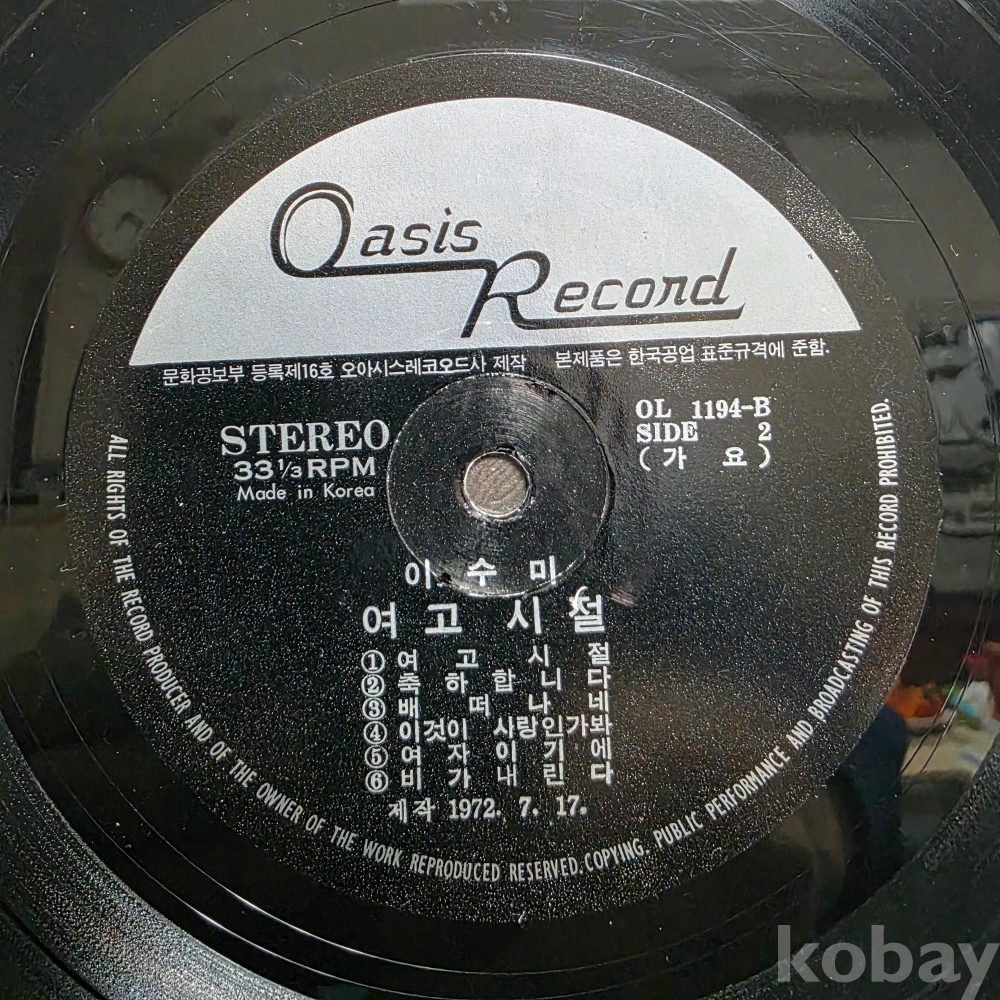 Oasis
Record
문화공보부 등록제16호 오아시스레코오드사 제작 본제품은 한국공업 표준규격에 준함.
STEREO
33 1/3 RPM
Made in Korea
OL 1194-B
SIDE 2
(가 요)
이 수 미
여 고 시 절
① 여 고 시 절
② 축 하 합 니 다
③ 배 떠 나 네
④ 이것이 사랑인가봐
⑤ 여 자 이 기 에
⑥ 비 가 내 린 다
제작 1972. 7. 17.
ALL RIGHTS OF THE RECORD PRODUCER AND OF THE OWNER OF THE WORK REPRODUCED RESERVED. COPYING. PUBLIC PERFORMANCE AND BROADCASTING OF THIS RECORD PROHIBITED.
kobay